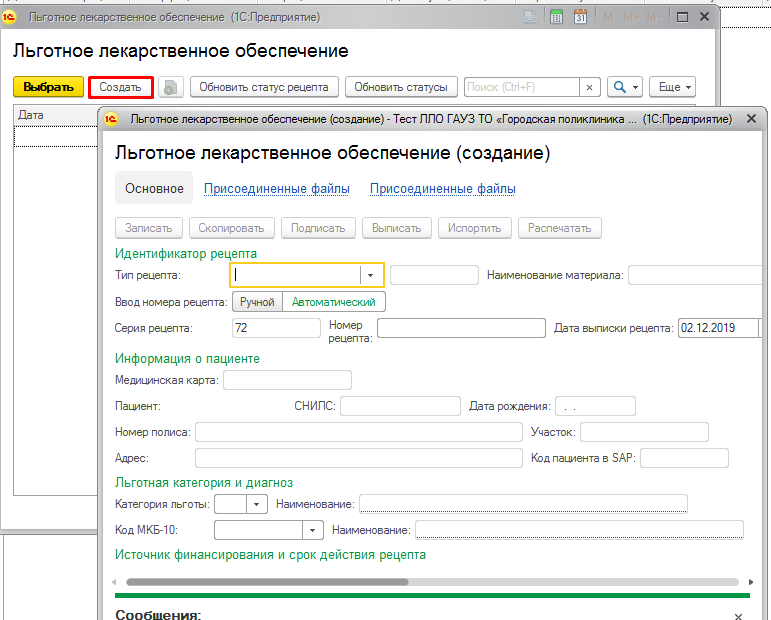 Льготное лекарственное обеспечение (1С:Предприятие)
31 M M+ M-
Льготное лекарственное обеспечение
Выбрать Создать Обновить статус рецепта Обновить статусы Поиск (Ctrl+F) × Еще
Дата
Льготное лекарственное обеспечение (создание) - Тест ЛЛО ГАУЗ ТО «Городская поликлиника ... (1С:Предприятие)
Льготное лекарственное обеспечение (создание)
Основное Присоединенные файлы Присоединенные файлы
Записать Скопировать Подписать Выписать Испортить Распечатать
Идентификатор рецепта
Тип рецепта: Наименование материала:
Ввод номера рецепта: Ручной Автоматический
Серия рецепта: 72 Номер рецепта: Дата выписки рецепта: 02.12.2019
Информация о пациенте
Медицинская карта:
Пациент: СНИЛС: Дата рождения: . .
Номер полиса: Участок:
Адрес: Код пациента в SAP:
Льготная категория и диагноз
Категория льготы: Наименование:
Код МКБ-10: Наименование:
Источник финансирования и срок действия рецепта
Сообщения: